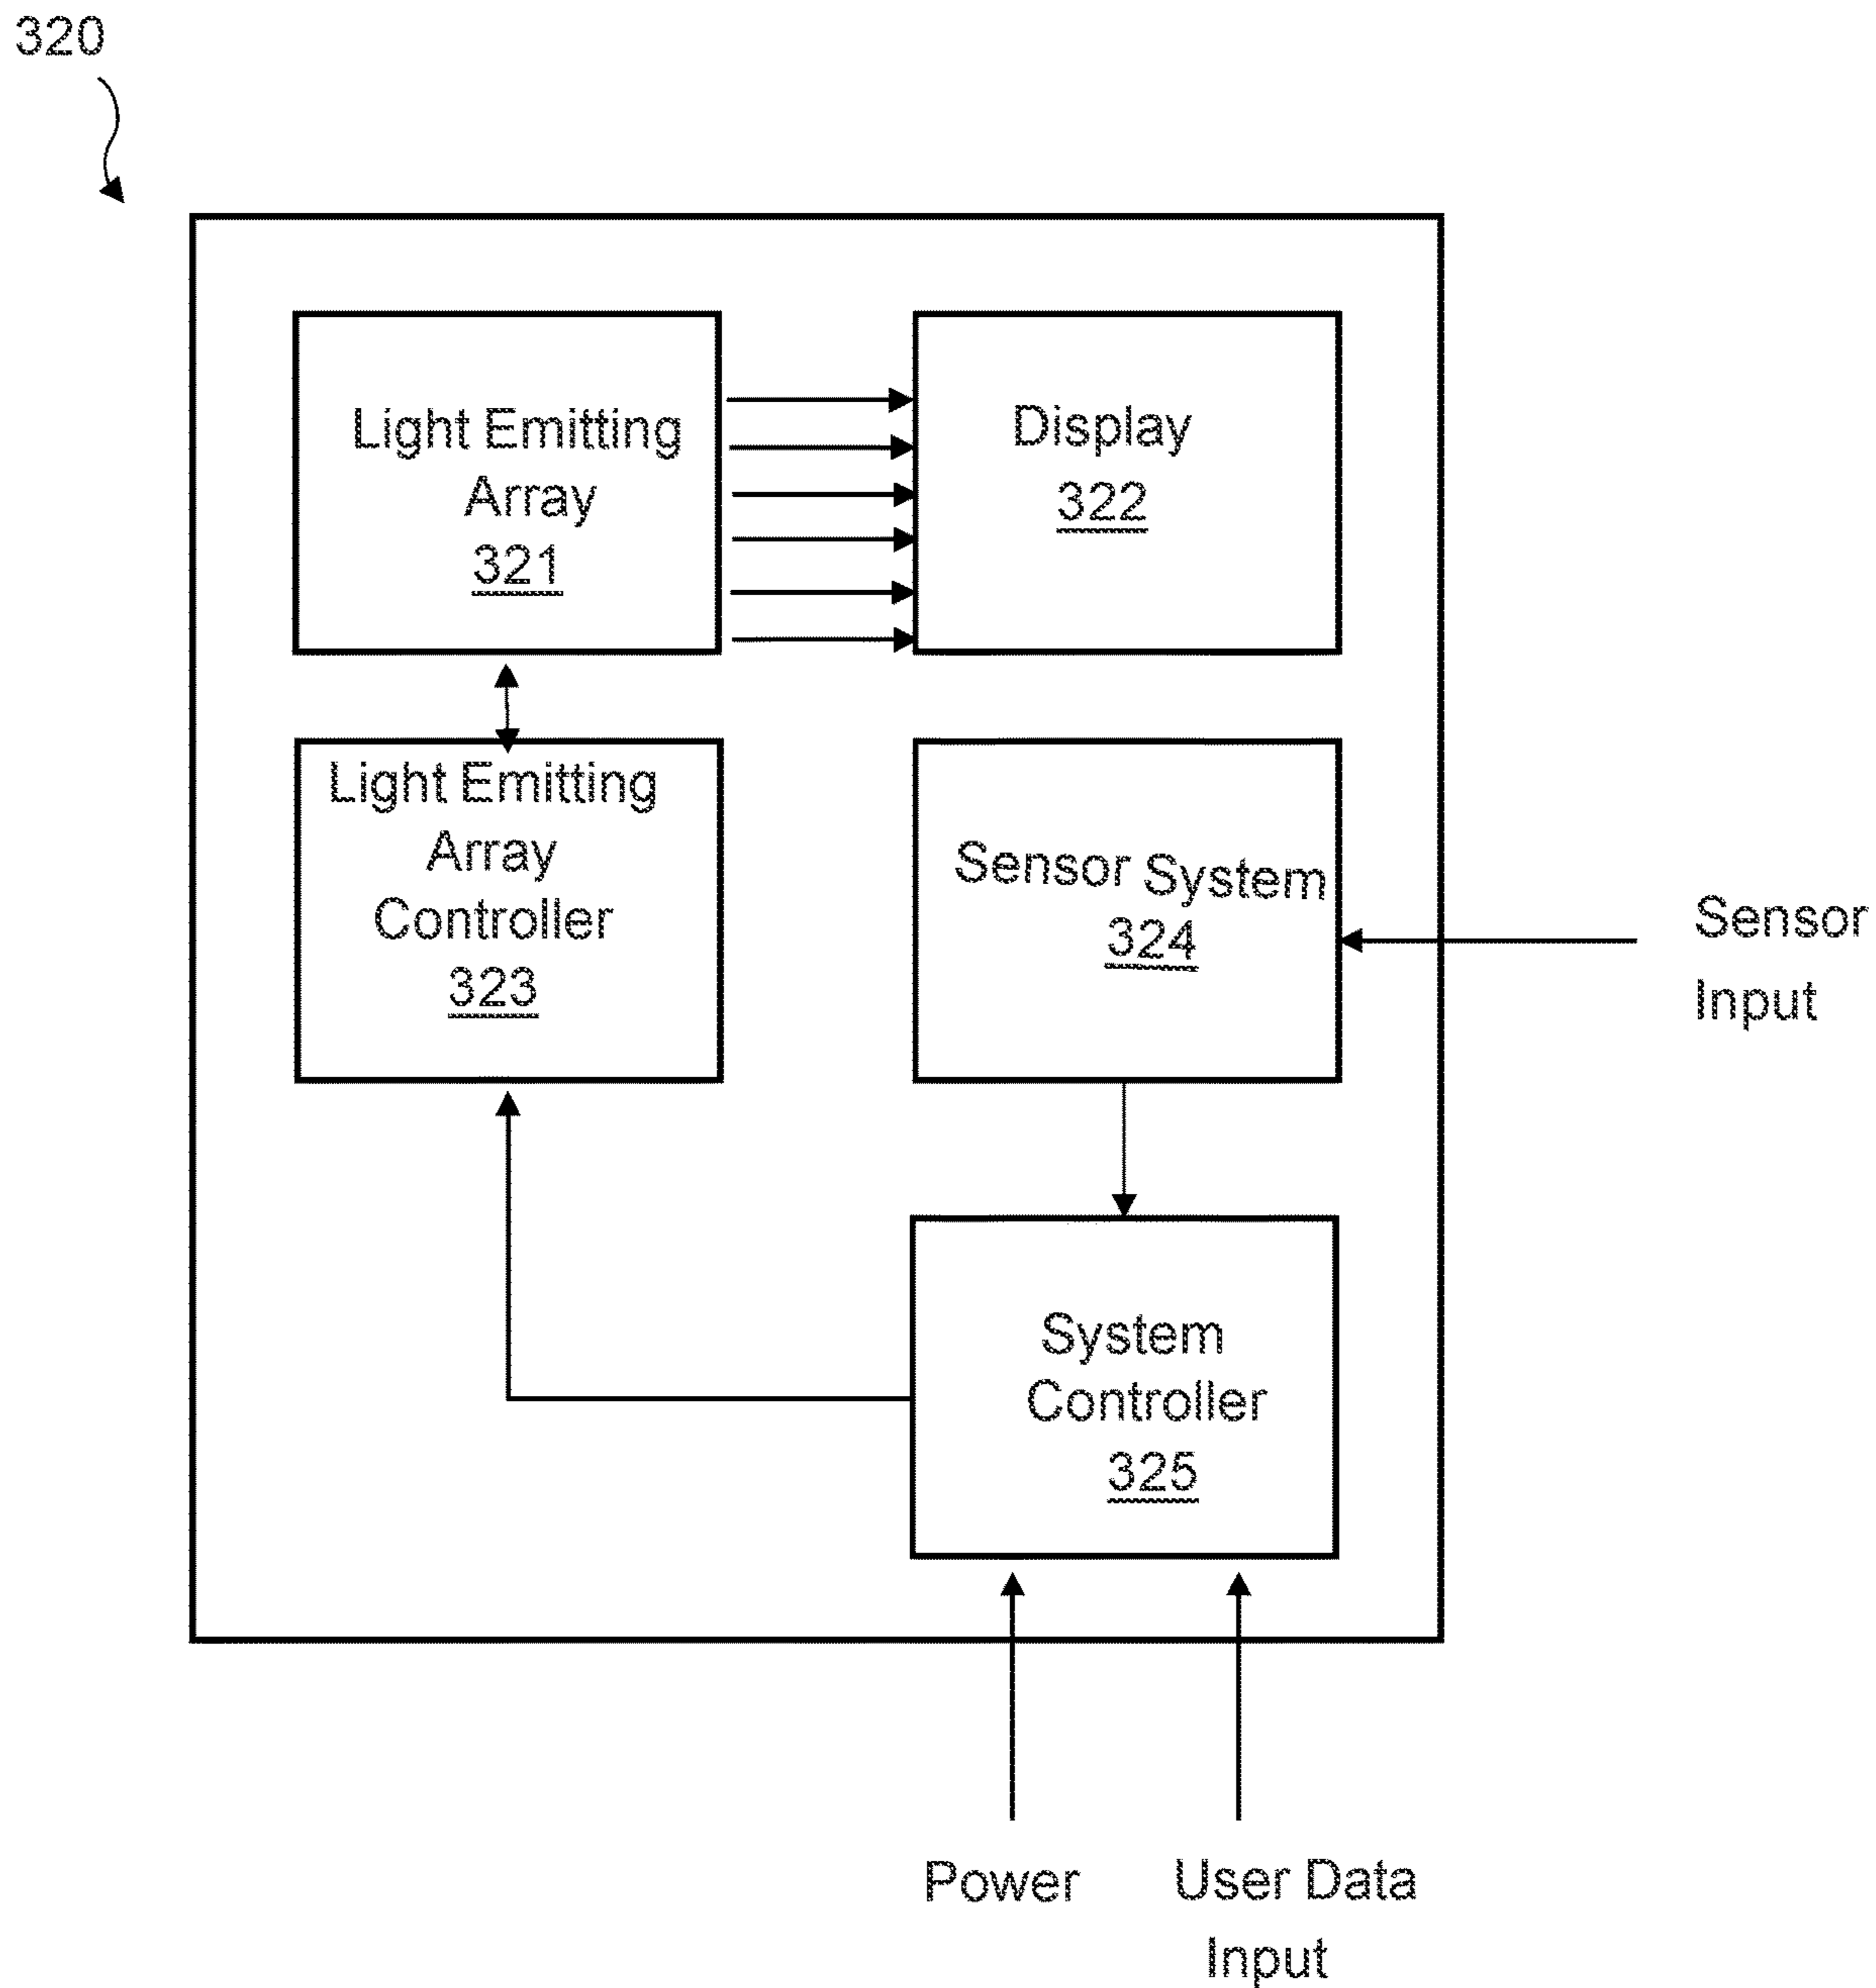 320
Light Emitting
Array
321
Display
322
Light Emitting
Array
Controller
323
Sensor System
324
Sensor
Input
System
Controller
325
Power
User Data
Input